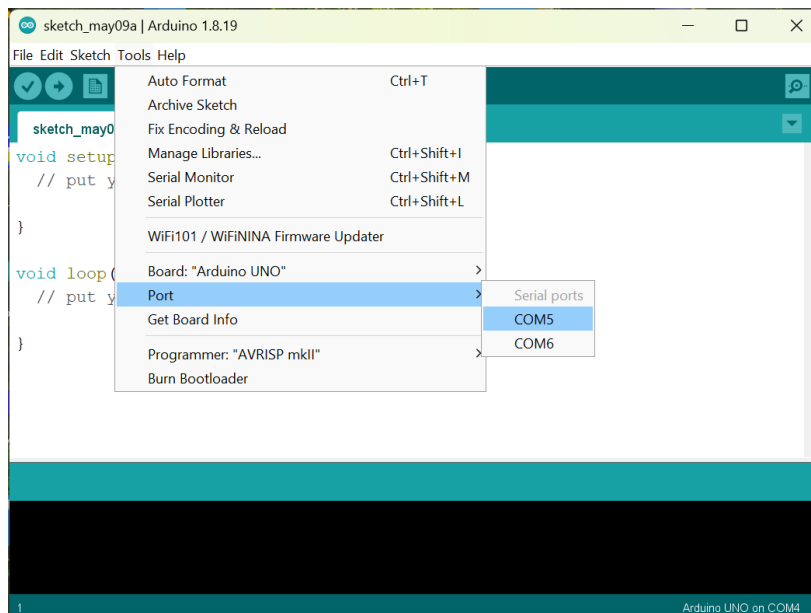 sketch_may09a | Arduino 1.8.19
File Edit Sketch Tools Help
sketch_may0
void setup
// put y
}
void loop(
// put y
}
Auto Format Ctrl+T
Archive Sketch
Fix Encoding & Reload
Manage Libraries... Ctrl+Shift+I
Serial Monitor Ctrl+Shift+M
Serial Plotter Ctrl+Shift+L
WiFi101 / WiFiNINA Firmware Updater
Board: "Arduino UNO"
Port
Get Board Info
Programmer: "AVRISP mkII"
Burn Bootloader
Serial ports
COM5
COM6
1 Arduino UNO on COM4